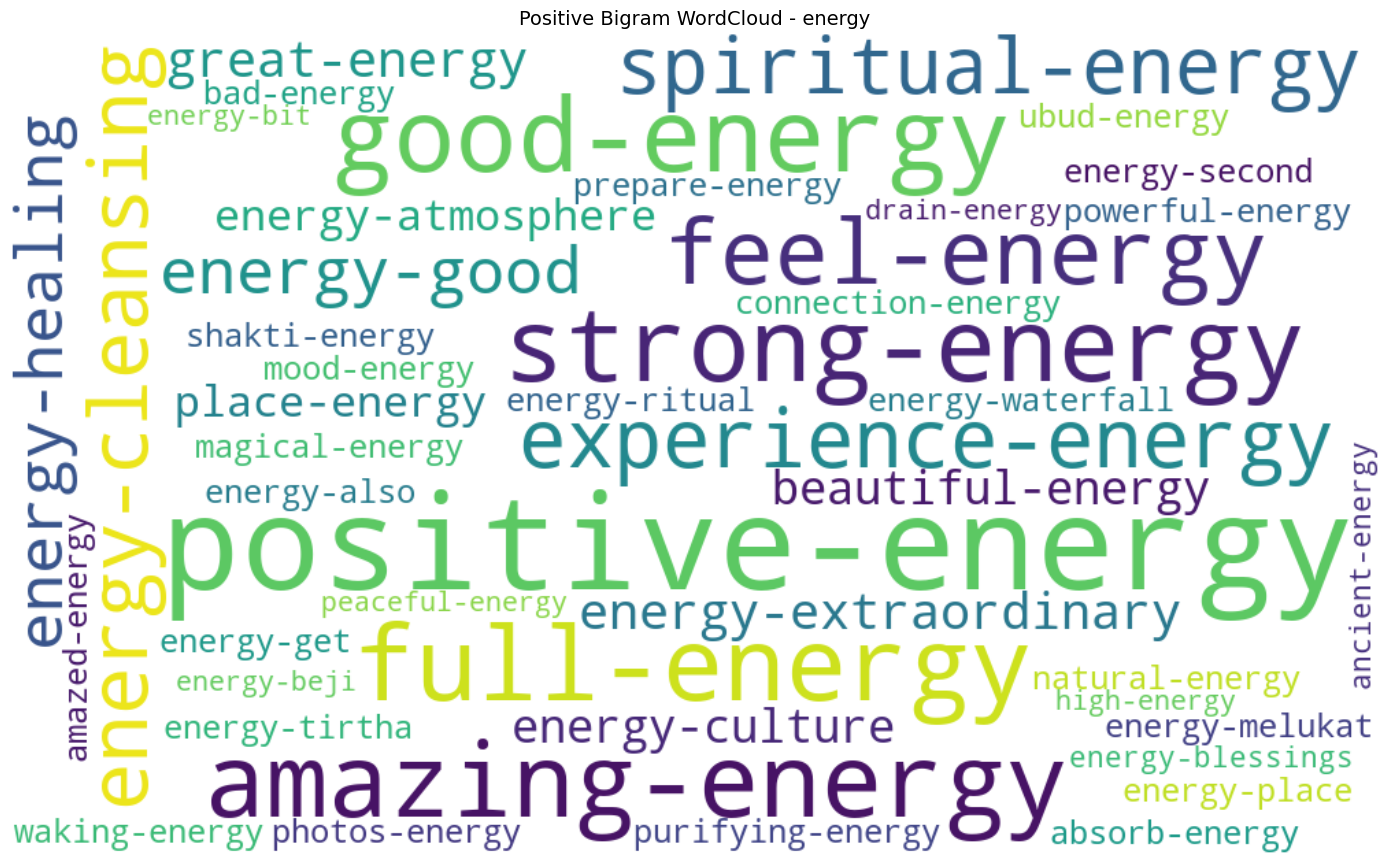 Positive Bigram WordCloud - energy
great-energy
spiritual-energy
bad-energy
energy-bit
good-energy
ubud-energy
energy-second
prepare-energy
energy-atmosphere
drain-energy
powerful-energy
feel-energy
energy-good
connection-energy
shakti-energy
strong-energy
mood-energy
place-energy
energy-ritual
energy-waterfall
magical-energy
experience-energy
energy-also
beautiful-energy
positive-energy
peaceful-energy
energy-extraordinary
energy-get
full-energy
energy-beji
natural-energy
high-energy
energy-tirtha
energy-culture
energy-melukat
energy-blessings
amazing-energy
energy-place
waking-energy
photos-energy
purifying-energy
absorb-energy
energy-healing
energy-cleansing
amazed-energy
ancient-energy